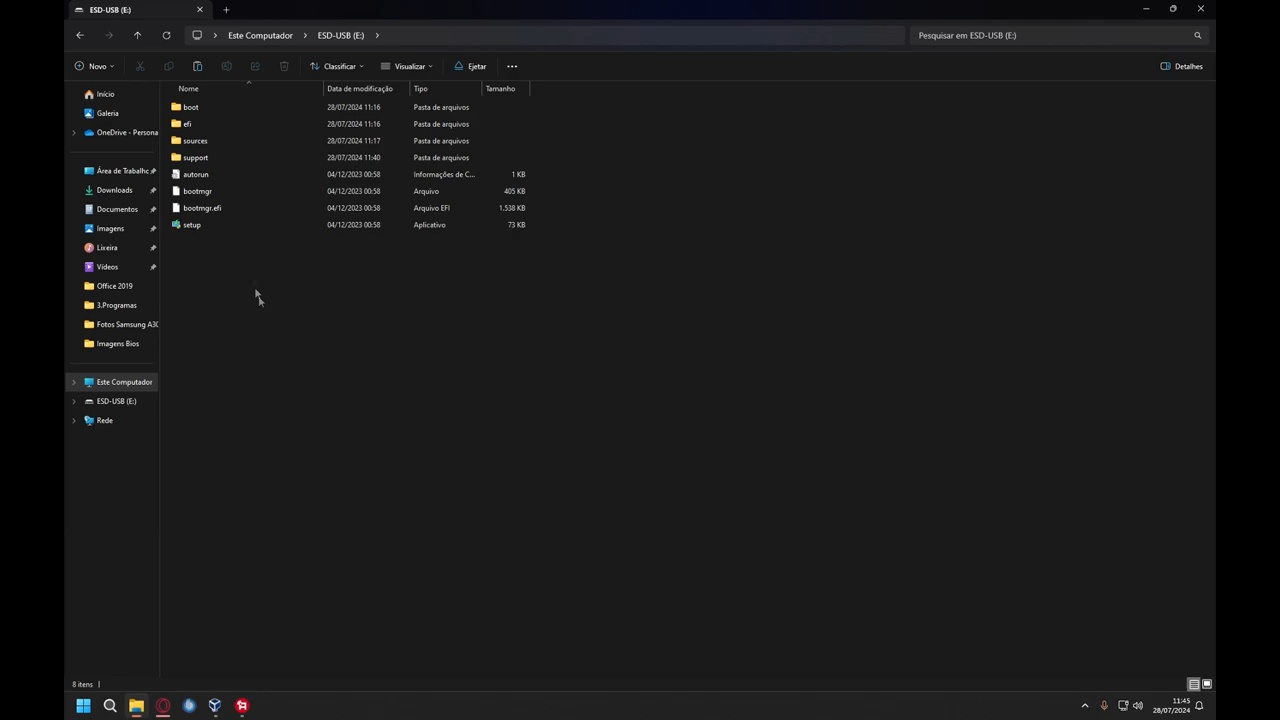 ESD-USB (E:)
Este Computador > ESD-USB (E:) >
Pesquisar em ESD-USB (E:)
Novo
Classificar
Visualizar
Ejetar
Detalhes
Nome Data de modificação Tipo Tamanho
boot 28/07/2024 11:16 Pasta de arquivos
efi 28/07/2024 11:16 Pasta de arquivos
sources 28/07/2024 11:17 Pasta de arquivos
support 28/07/2024 11:40 Pasta de arquivos
autorun 04/12/2023 00:58 Informações de C... 1 KB
bootmgr 04/12/2023 00:58 Arquivo 405 KB
bootmgr.efi 04/12/2023 00:58 Arquivo EFI 1.538 KB
setup 04/12/2023 00:58 Aplicativo 73 KB
Início
Galeria
OneDrive - Persona
Área de Trabalho
Downloads
Documentos
Imagens
Lixeira
Vídeos
Office 2019
3.Programas
Fotos Samsung A30
Imagens Bios
Este Computador
ESD-USB (E:)
Rede
8 itens
11:45
28/07/2024